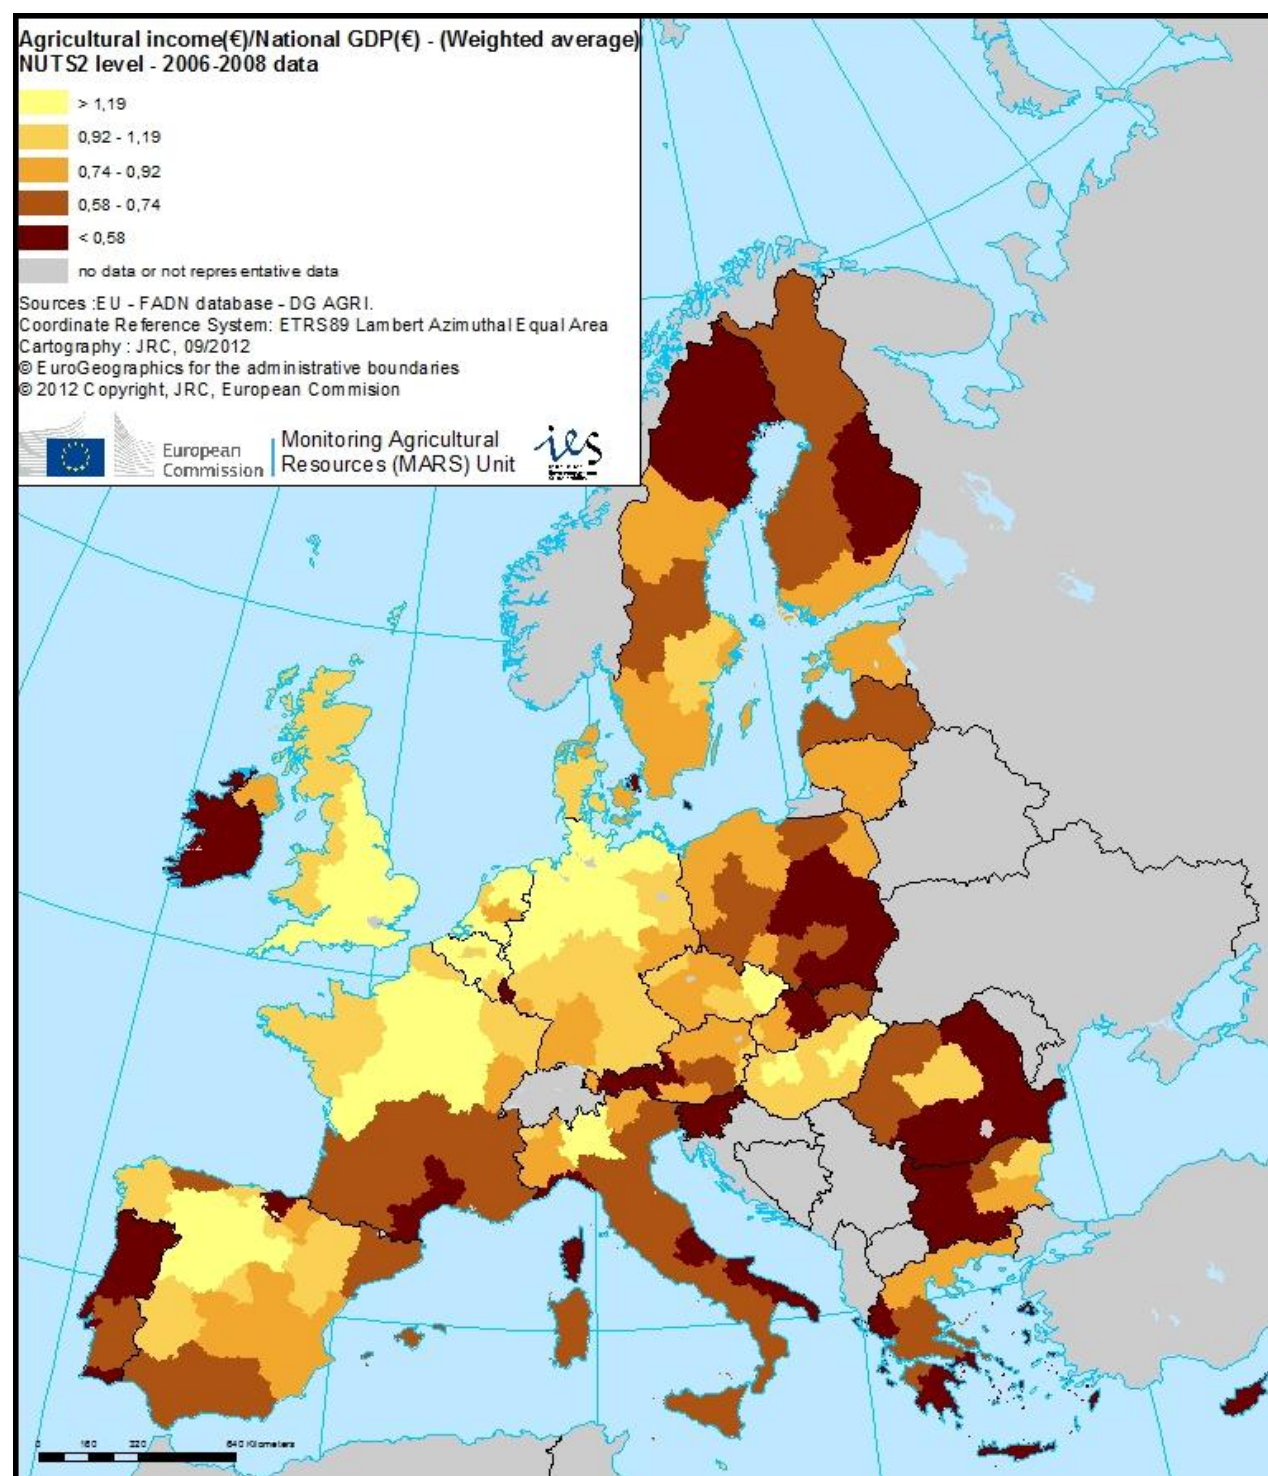 Agricultural income(€)/National GDP(€) - (Weighted average)
NUTS2 level - 2006-2008 data
> 1,19
0,92 - 1,19
0,74 - 0,92
0,58 - 0,74
< 0,58
no data or not representative data
Sources :EU - FADN database - DG AGRI.
Coordinate Reference System: ETRS89 Lambert Azimuthal Equal Area
Cartography : JRC, 09/2012
© EuroGeographics for the administrative boundaries
© 2012 Copyright, JRC, European Commision
European
Commission
Monitoring Agricultural
Resources (MARS) Unit
ies
0 160 320 640 Kilometers